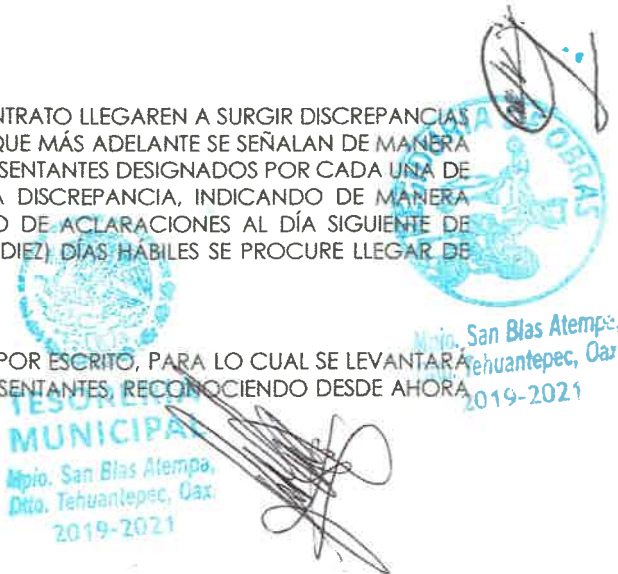 NTRATO LLEGAREN A SURGIR DISCREPANCIAS
QUE MÁS ADELANTE SE SEÑALAN DE MANERA
SENTANTES DESIGNADOS POR CADA UNA DE
A DISCREPANCIA, INDICANDO DE MANERA
O DE ACLARACIONES AL DÍA SIGUIENTE DE
DIEZ) DÍAS HÁBILES SE PROCURE LLEGAR DE
OBRAS
Mpio. San Blas Atempa,
Tehuantepec, Oax
2019-2021
POR ESCRITO, PARA LO CUAL SE LEVANTARÁ
SENTANTES, RECONOCIENDO DESDE AHORA
TESORERIA
MUNICIPAL
Mpio. San Blas Atempa,
Dtto. Tehuantepec, Oax.
2019-2021